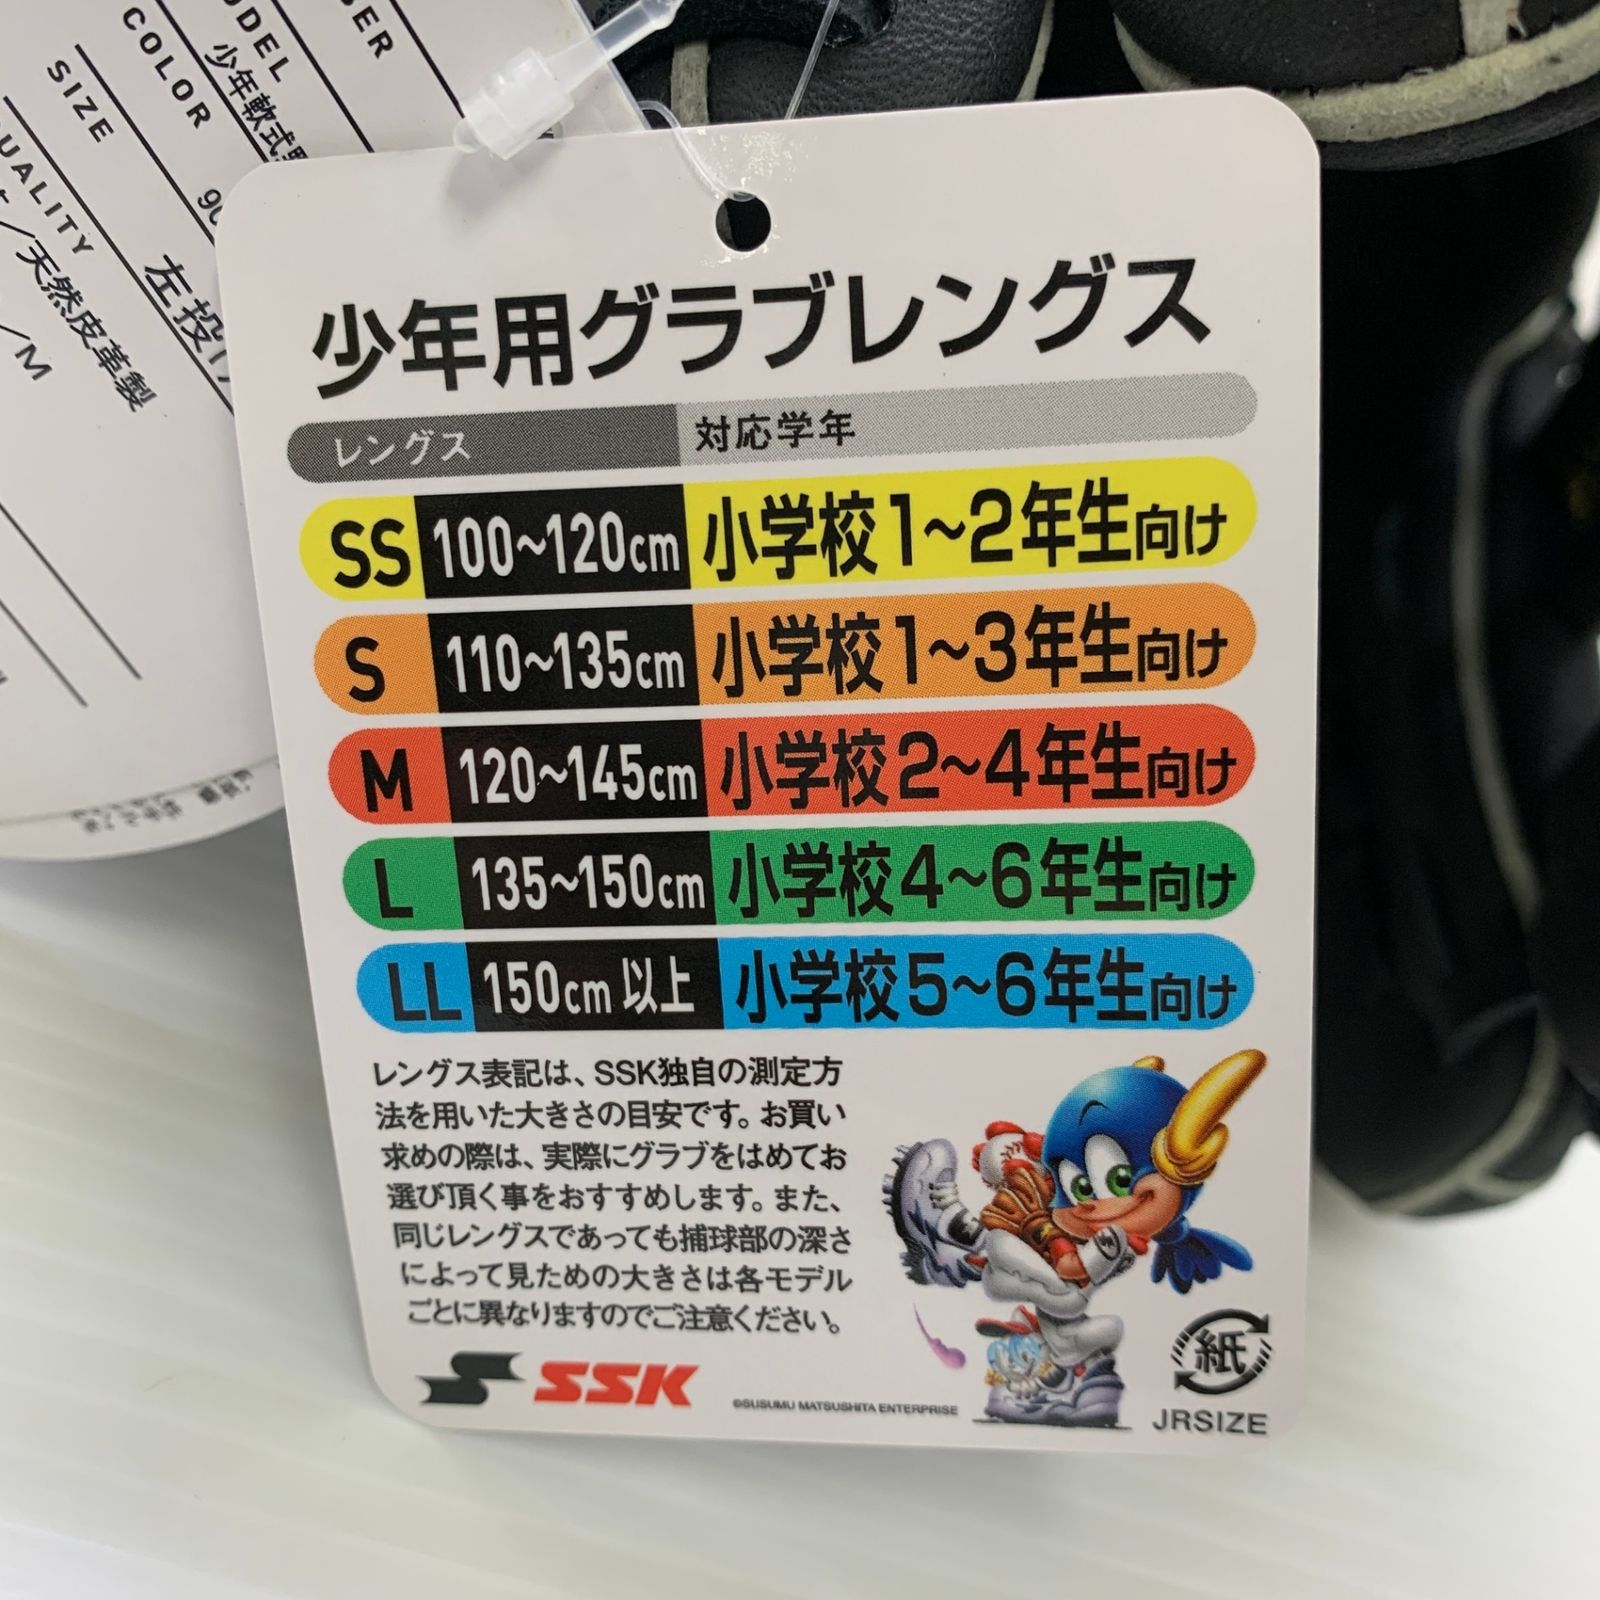 BER
ODEL
少年軟式野
COLOR
90
SIZE
左投げ
UALITY
／天然皮革製
／M
少年用グラブレングス
レングス 対応学年
SS 100～120cm 小学校1～2年生向け
S 110～135cm 小学校1～3年生向け
M 120～145cm 小学校2～4年生向け
L 135～150cm 小学校4～6年生向け
LL 150cm 以上 小学校5～6年生向け
レングス表記は、SSK独自の測定方
法を用いた大きさの目安です。お買い
求めの際は、実際にグラブをはめてお
選び頂く事をおすすめします。また、
同じレングスであっても捕球部の深さ
によって見ための大きさは各モデル
ごとに異なりますのでご注意ください。
SSK
©SUSUMU MATSUSHITA ENTERPRISE
紙
JRSIZE